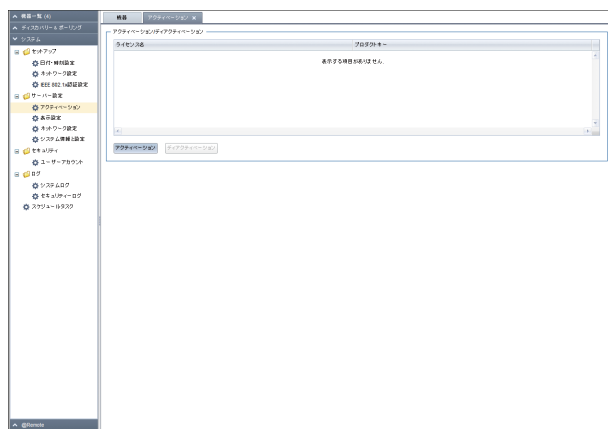 機器一覧 (4)
ディスカバリー & ポーリング
システム
セットアップ
日付・時刻設定
ネットワーク設定
IEEE 802.1x認証設定
サーバー設定
アクティベーション
表示設定
ネットワーク設定
システム情報と設定
セキュリティ
ユーザーアカウント
ログ
システムログ
セキュリティーログ
スケジュールタスク
@Remote
機器
アクティベーション ×
アクティベーション/ディアクティベーション
ライセンス名 プロダクトキー
表示する項目がありません.
アクティベーション ディアクティベーション